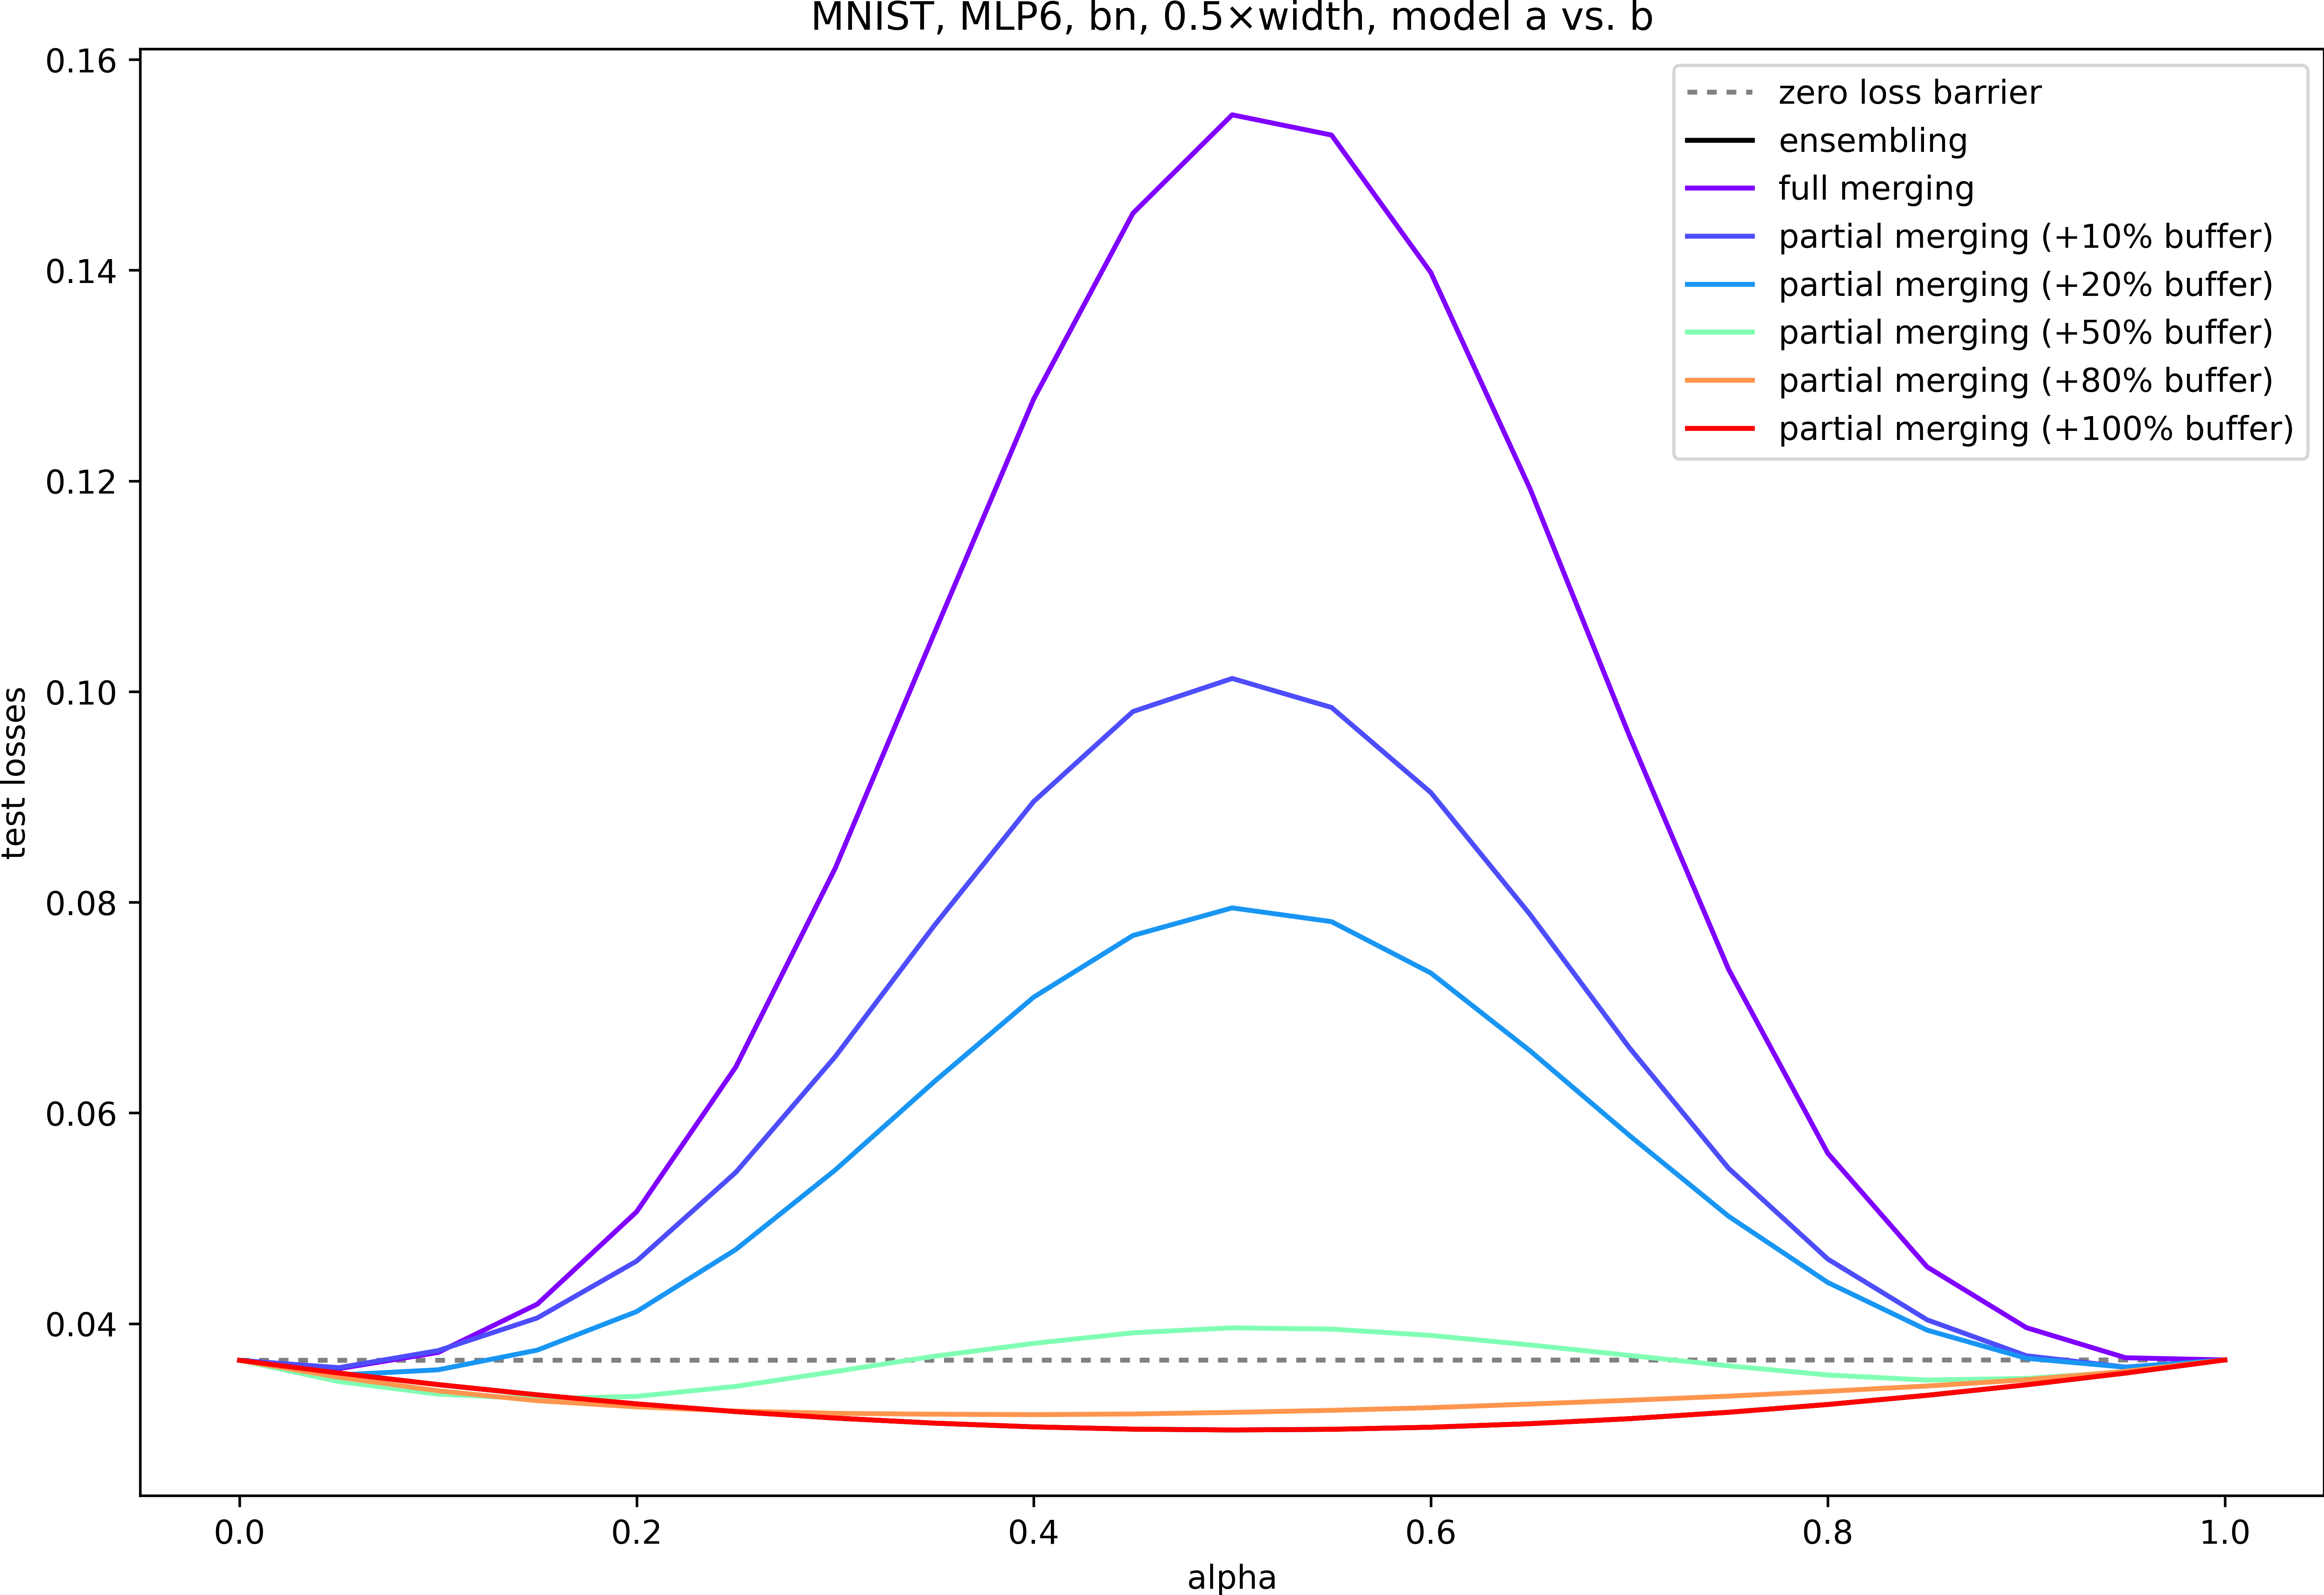 MNIST, MLP6, bn, 0.5×width, model a vs. b
0.16
0.14
0.12
0.10
0.08
0.06
0.04
test losses
zero loss barrier
ensembling
full merging
partial merging (+10% buffer)
partial merging (+20% buffer)
partial merging (+50% buffer)
partial merging (+80% buffer)
partial merging (+100% buffer)
0.0 0.2 0.4 0.6 0.8 1.0
alpha